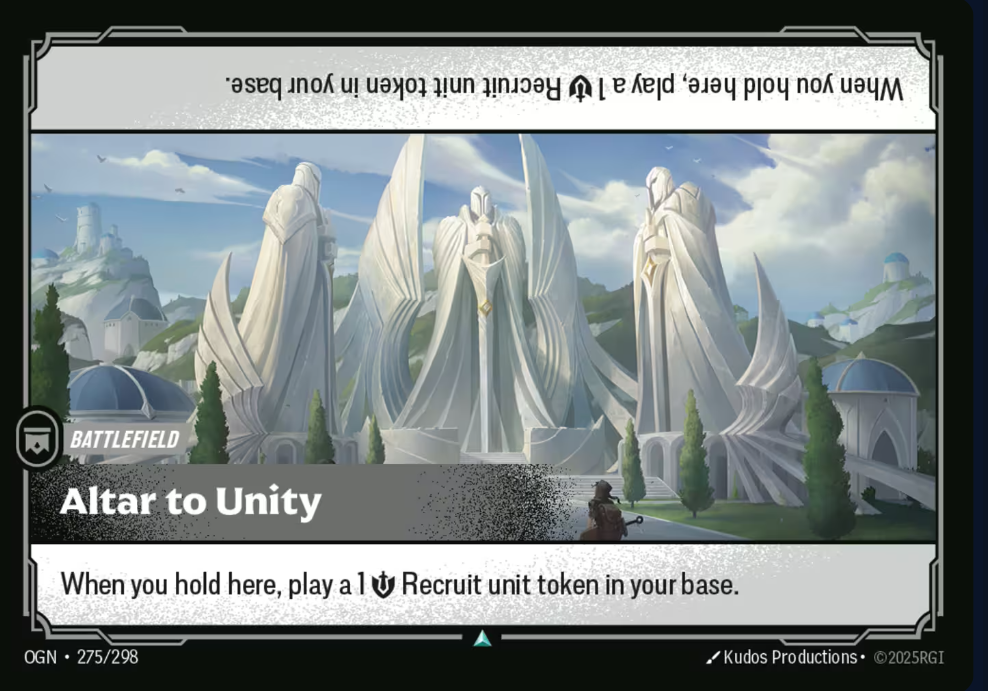 When you hold here, play a 1 Recruit unit token in your base.
BATTLEFIELD
Altar to Unity
When you hold here, play a 1 Recruit unit token in your base.
OGN • 275/298
Kudos Productions • ©2025RGI